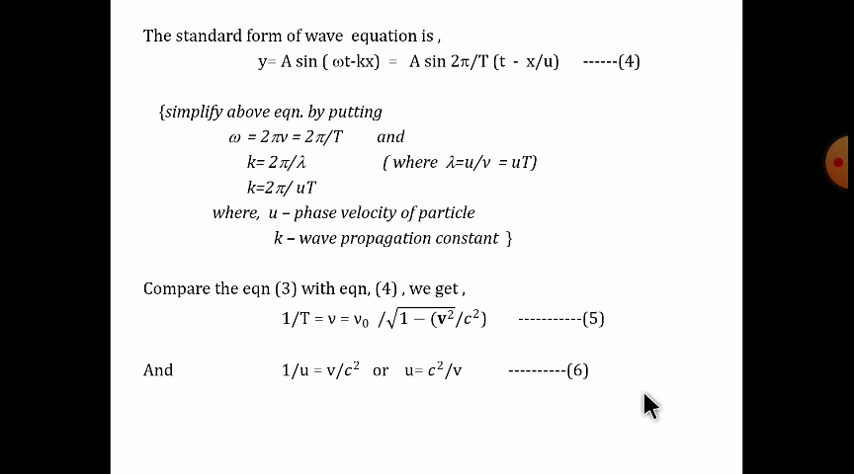 The standard form of wave equation is ,
y= A sin ( ωt-kx) = A sin 2π/T (t - x/u) ------(4)
{simplify above eqn. by putting
ω = 2πν = 2π/T and
k= 2π/λ ( where λ=u/ν = uT)
k=2π/ uT
where, u – phase velocity of particle
k – wave propagation constant }
Compare the eqn (3) with eqn, (4) , we get ,
1/T = ν = ν₀ /√1 − (v²/c²) -----------(5)
And 1/u = v/c² or u= c²/v ----------(6)